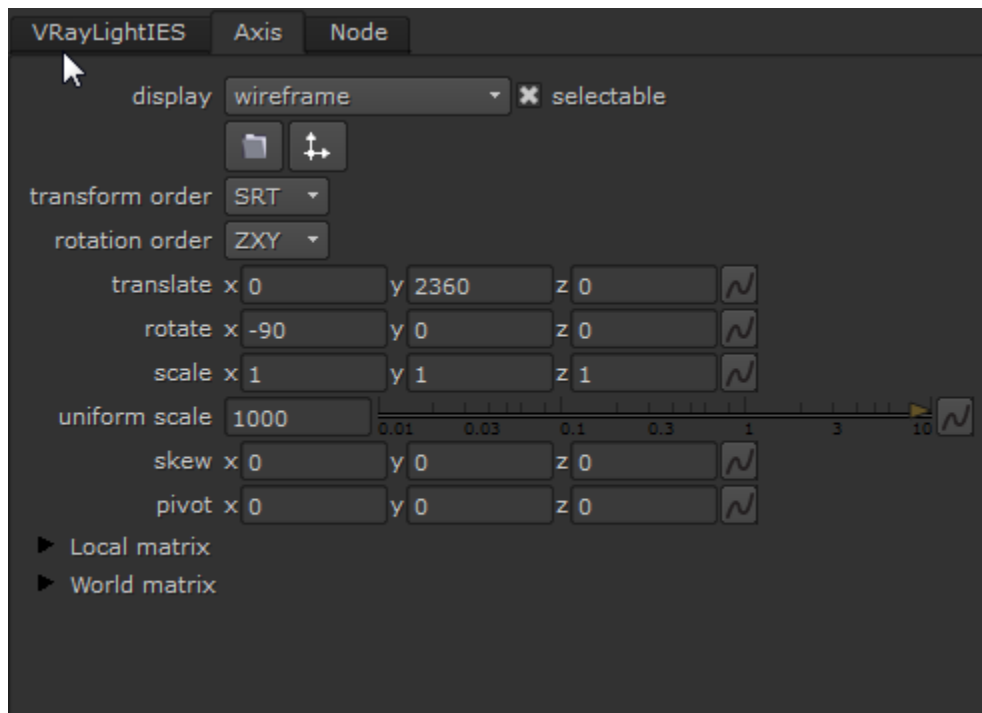 VRayLightIES Axis Node
display wireframe selectable
transform order SRT
rotation order ZXY
translate x 0 y 2360 z 0
rotate x -90 y 0 z 0
scale x 1 y 1 z 1
uniform scale 1000 0.01 0.03 0.1 0.3 1 3 10
skew x 0 y 0 z 0
pivot x 0 y 0 z 0
Local matrix
World matrix